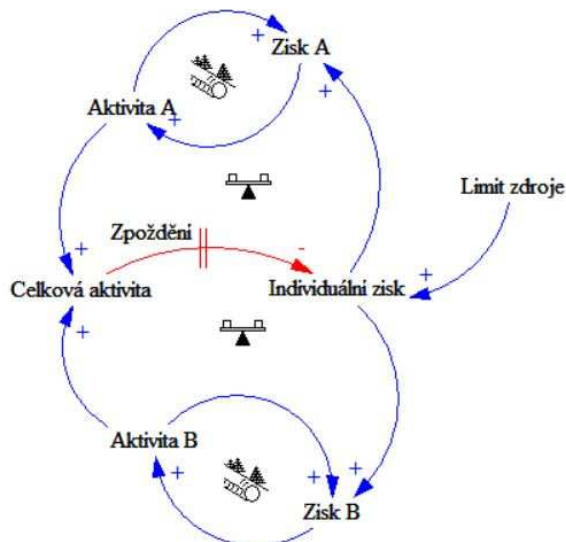 +
Zisk A
+
Aktivita A
+
Limit zdroje
Zpoždění
+
-
+
Celková aktivita
Individuální zisk
+
Aktivita B
+
+
+
Zisk B